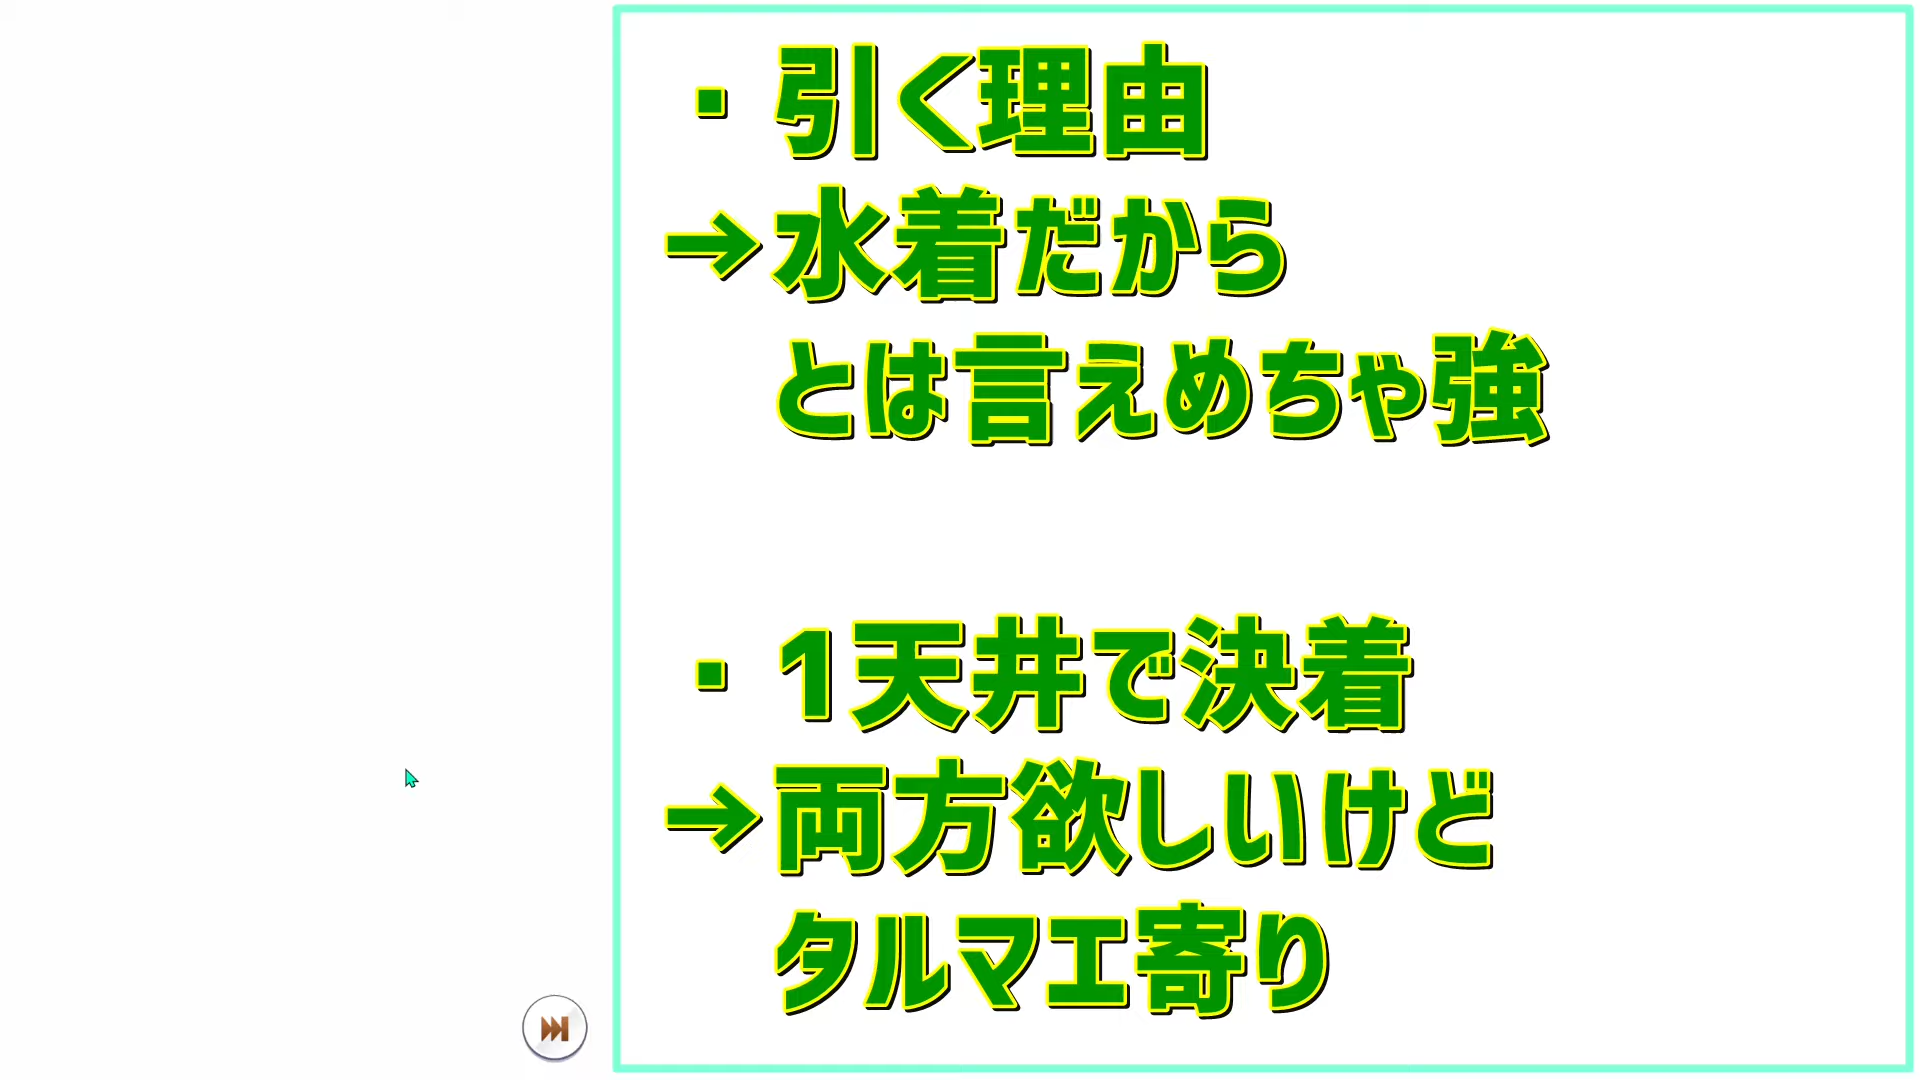 ・引く理由
→水着だから
とは言えめちゃ強
・1天井で決着
→両方欲しいけど
タルマエ寄り